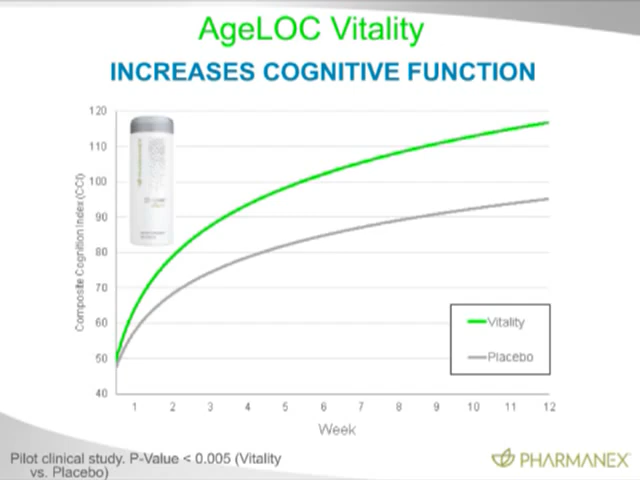 AgeLOC Vitality
INCREASES COGNITIVE FUNCTION
120
110
100
90
80
70
60
50
40
Composite Cognition Index (CCI)
PHARMANEX
Vitality
Placebo
1 2 3 4 5 6 7 8 9 10 11 12
Week
Pilot clinical study. P-Value < 0.005 (Vitality
vs. Placebo)
PHARMANEX